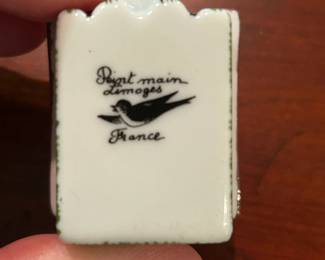 Peint main
Limoges
France